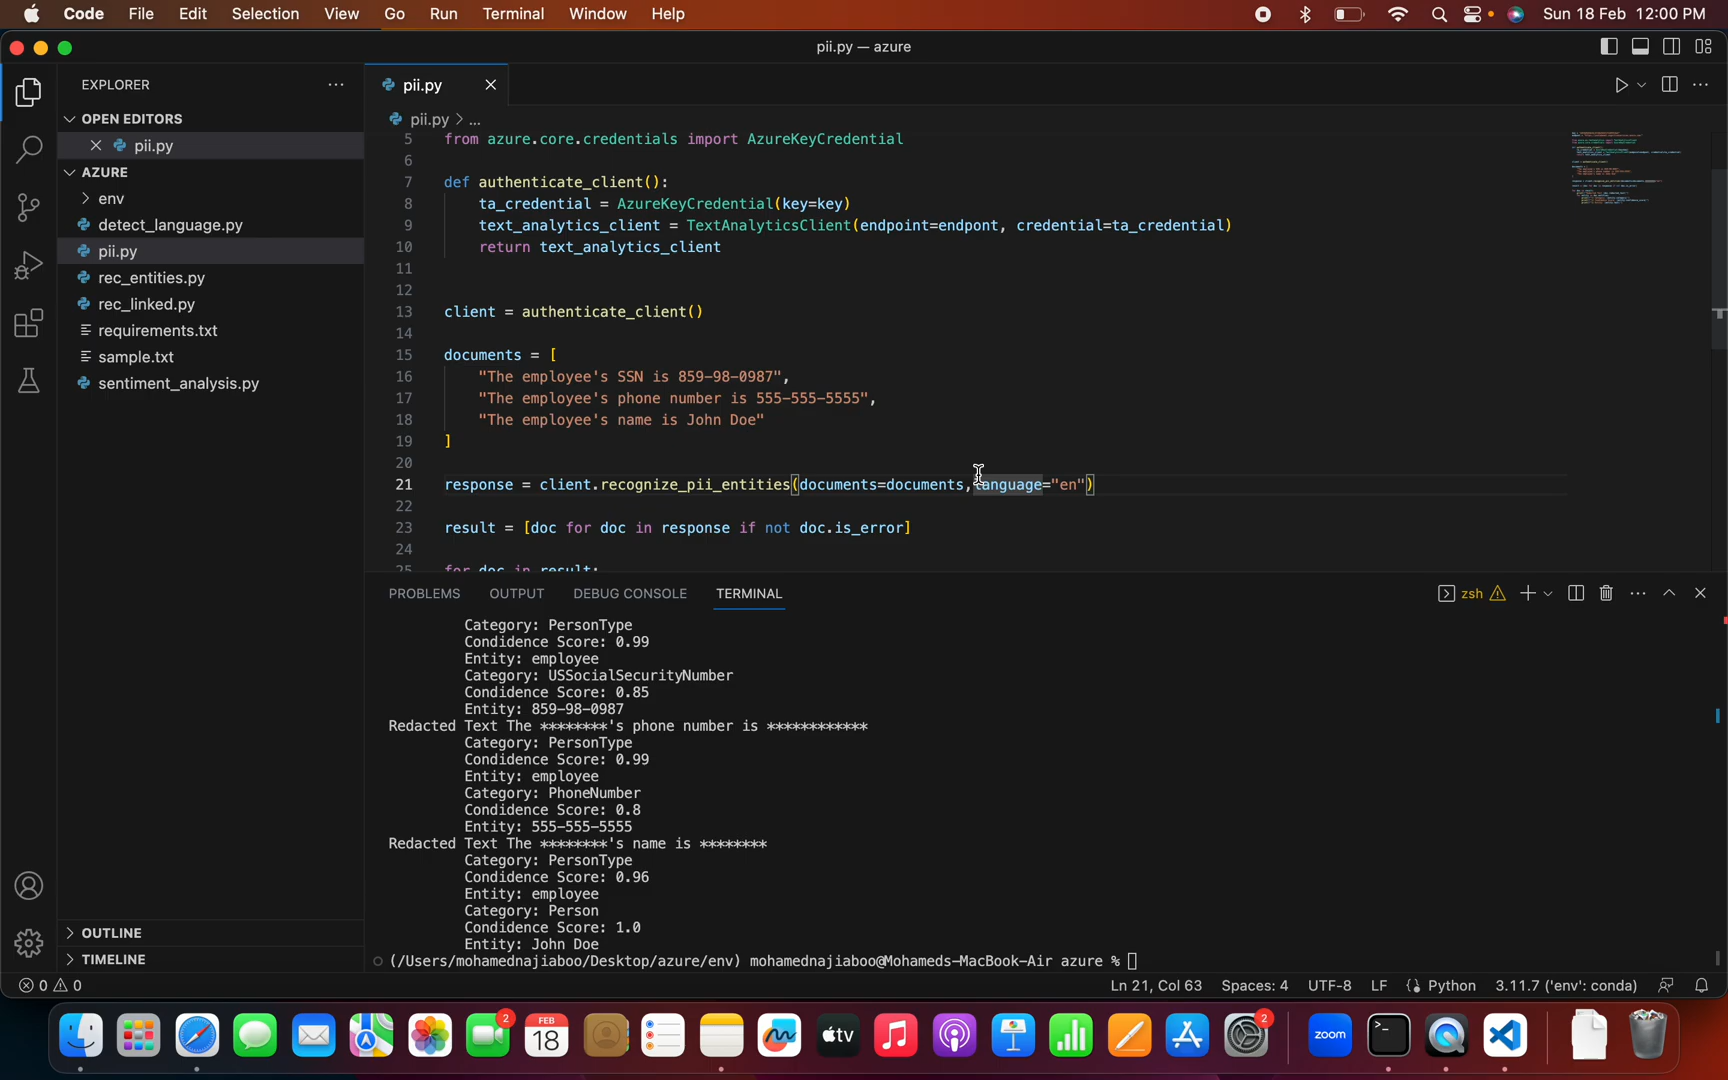 Code File Edit Selection View Go Run Terminal Window Help
Sun 18 Feb 12:00 PM
pii.py — azure
EXPLORER
OPEN EDITORS
pii.py
AZURE
env
detect_language.py
pii.py
rec_entities.py
rec_linked.py
requirements.txt
sample.txt
sentiment_analysis.py
OUTLINE
TIMELINE
pii.py
pii.py > ...
5 from azure.core.credentials import AzureKeyCredential
6
7 def authenticate_client():
8 ta_credential = AzureKeyCredential(key=key)
9 text_analytics_client = TextAnalyticsClient(endpoint=endpont, credential=ta_credential)
10 return text_analytics_client
11
12
13 client = authenticate_client()
14
15 documents = [
16 "The employee's SSN is 859-98-0987",
17 "The employee's phone number is 555-555-5555",
18 "The employee's name is John Doe"
19 ]
20
21 response = client.recognize_pii_entities(documents=documents,language="en")
22
23 result = [doc for doc in response if not doc.is_error]
24
25 for doc in result:
PROBLEMS OUTPUT DEBUG CONSOLE TERMINAL
zsh
Category: PersonType
Condidence Score: 0.99
Entity: employee
Category: USSocialSecurityNumber
Condidence Score: 0.85
Entity: 859-98-0987
Redacted Text The ********'s phone number is ************
Category: PersonType
Condidence Score: 0.99
Entity: employee
Category: PhoneNumber
Condidence Score: 0.8
Entity: 555-555-5555
Redacted Text The ********'s name is ********
Category: PersonType
Condidence Score: 0.96
Entity: employee
Category: Person
Condidence Score: 1.0
Entity: John Doe
(/Users/mohamednajiaboo/Desktop/azure/env) mohamednajiaboo@Mohameds-MacBook-Air azure %
0 0
Ln 21, Col 63 Spaces: 4 UTF-8 LF Python 3.11.7 ('env': conda)
2
FEB
18
tv
2
zoom